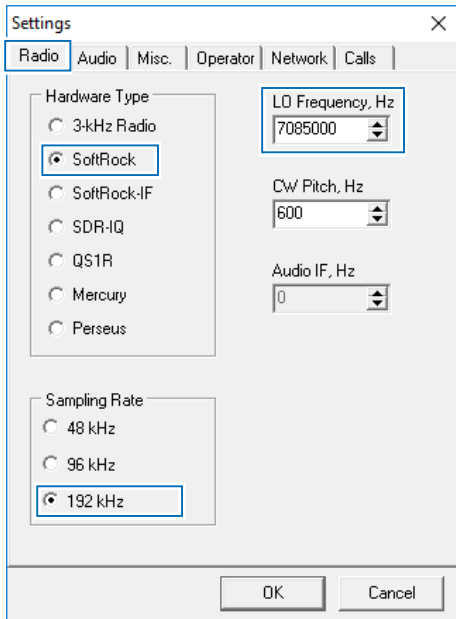 Settings
Radio Audio Misc. Operator Network Calls
Hardware Type
3-kHz Radio
SoftRock
SoftRock-IF
SDR-IQ
QS1R
Mercury
Perseus
LO Frequency, Hz
7085000
CW Pitch, Hz
600
Audio IF, Hz
0
Sampling Rate
48 kHz
96 kHz
192 kHz
OK Cancel